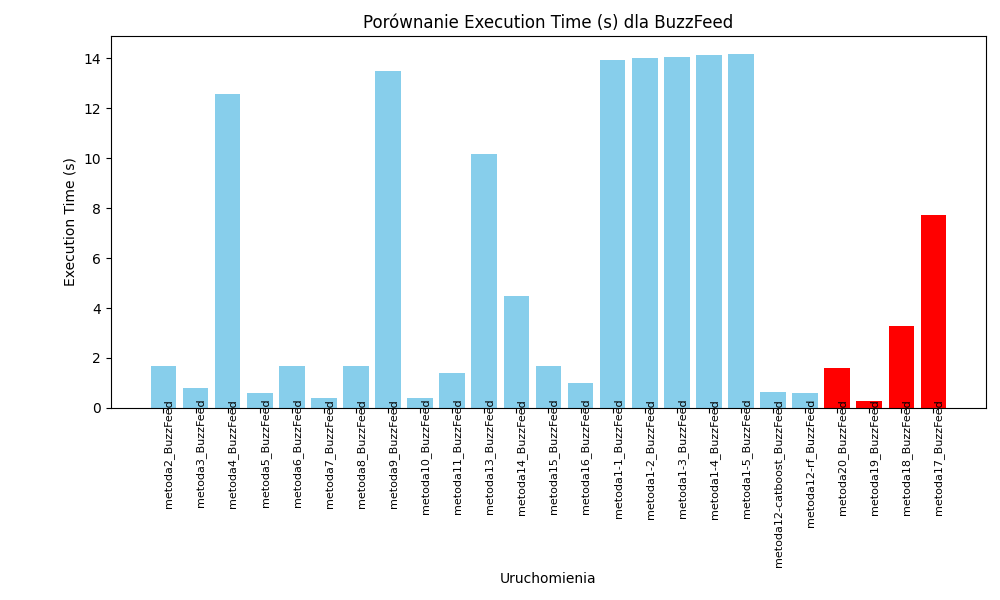 Porównanie Execution Time (s) dla BuzzFeed
Execution Time (s)
14
12
10
8
6
4
2
0
metoda2_BuzzFeed
metoda3_BuzzFeed
metoda4_BuzzFeed
metoda5_BuzzFeed
metoda6_BuzzFeed
metoda7_BuzzFeed
metoda8_BuzzFeed
metoda9_BuzzFeed
metoda10_BuzzFeed
metoda11_BuzzFeed
metoda13_BuzzFeed
metoda14_BuzzFeed
metoda15_BuzzFeed
metoda16_BuzzFeed
metoda1-1_BuzzFeed
metoda1-2_BuzzFeed
metoda1-3_BuzzFeed
metoda1-4_BuzzFeed
metoda1-5_BuzzFeed
metoda12-catboost_BuzzFeed
metoda12-rf_BuzzFeed
metoda20_BuzzFeed
metoda19_BuzzFeed
metoda18_BuzzFeed
metoda17_BuzzFeed
Uruchomienia